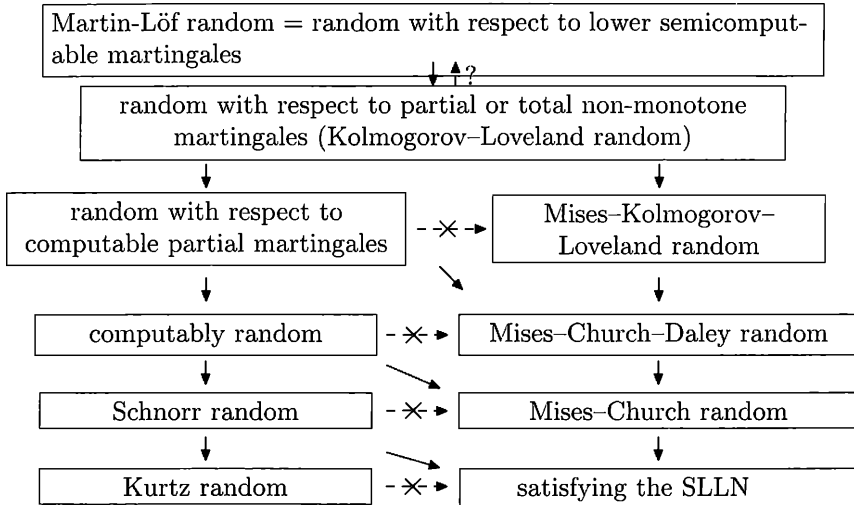 Martin-Löf random = random with respect to lower semicomput-
able martingales
?
random with respect to partial or total non-monotone
martingales (Kolmogorov–Loveland random)
random with respect to
computable partial martingales
Mises–Kolmogorov–
Loveland random
computably random
Mises–Church–Daley random
Schnorr random
Mises–Church random
Kurtz random
satisfying the SLLN